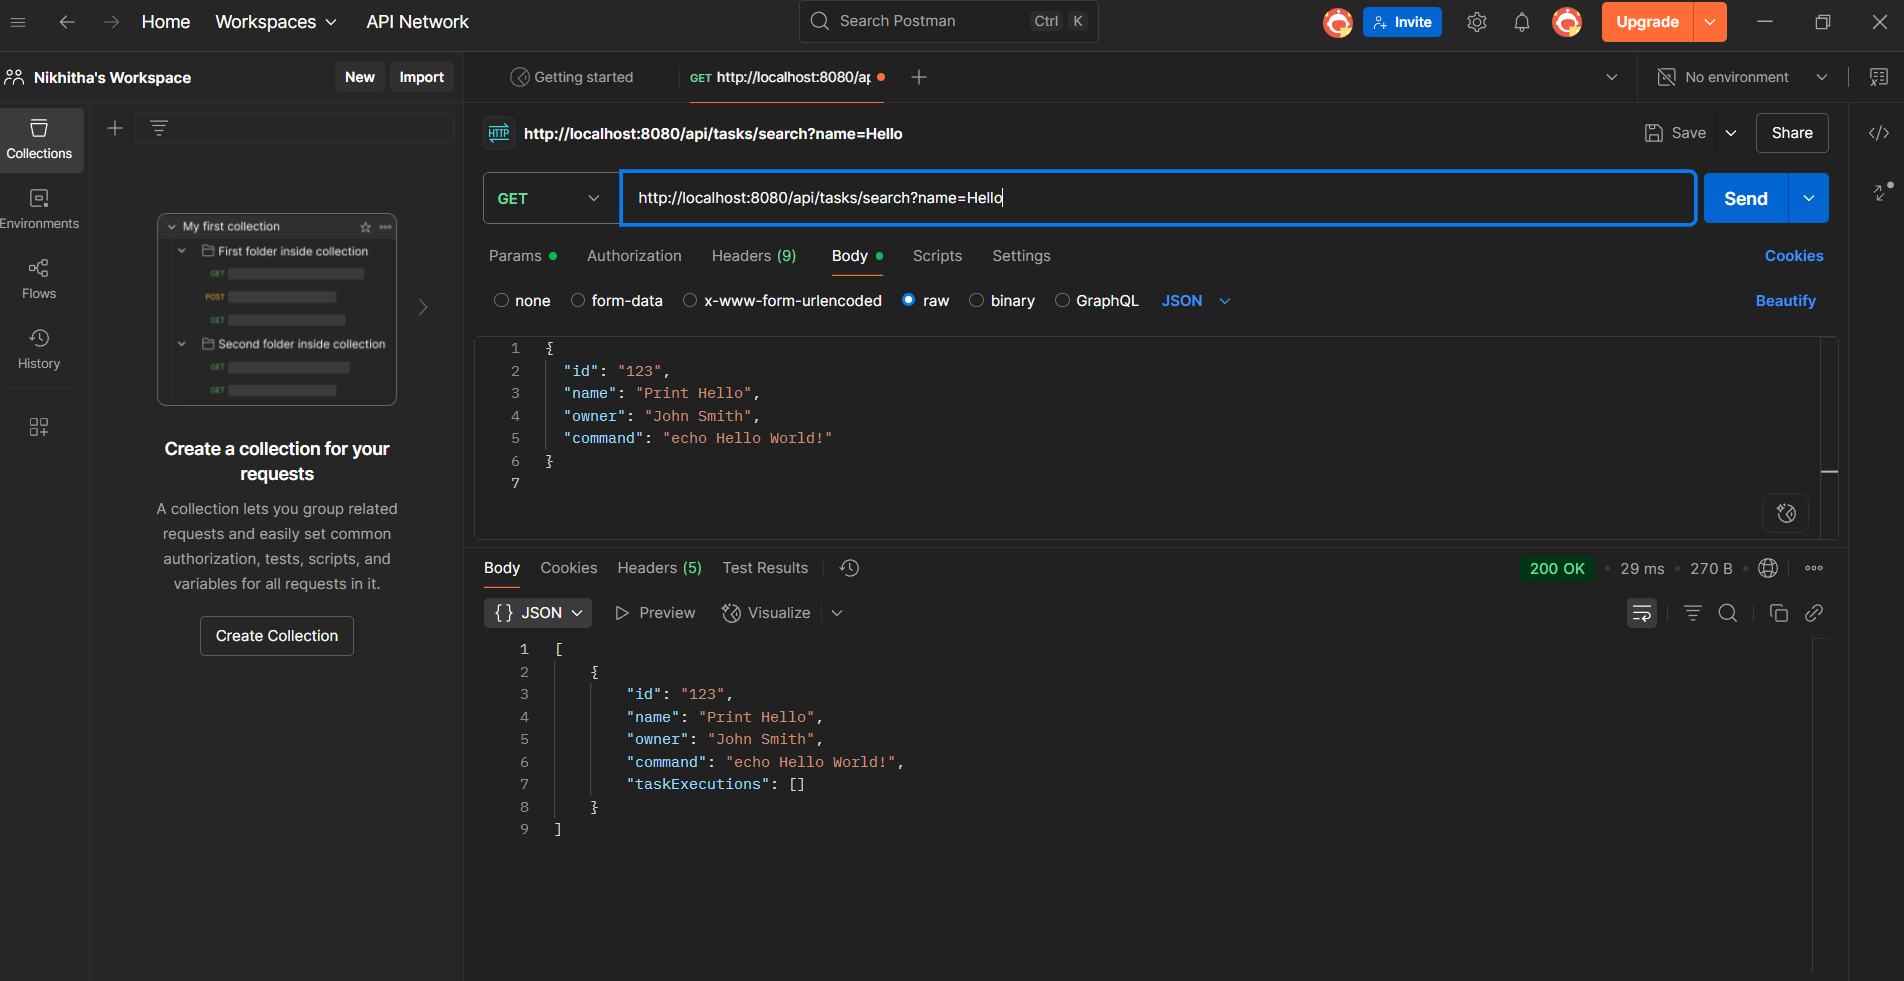 Home Workspaces API Network Search Postman Ctrl K Invite Upgrade
Nikhitha's Workspace New Import Getting started GET http://localhost:8080/ap No environment
Collections
Environments
Flows
History
My first collection
First folder inside collection
GET
POST
GET
Second folder inside collection
GET
GET
Create a collection for your
requests
A collection lets you group related
requests and easily set common
authorization, tests, scripts, and
variables for all requests in it.
Create Collection
HTTP http://localhost:8080/api/tasks/search?name=Hello Save Share
GET http://localhost:8080/api/tasks/search?name=Hello Send
Params Authorization Headers (9) Body Scripts Settings Cookies
none form-data x-www-form-urlencoded raw binary GraphQL JSON Beautify
1 {
2 "id": "123",
3 "name": "Print Hello",
4 "owner": "John Smith",
5 "command": "echo Hello World!"
6 }
7
Body Cookies Headers (5) Test Results 200 OK 29 ms 270 B
{} JSON Preview Visualize
1 [
2 {
3 "id": "123",
4 "name": "Print Hello",
5 "owner": "John Smith",
6 "command": "echo Hello World!",
7 "taskExecutions": []
8 }
9 ]